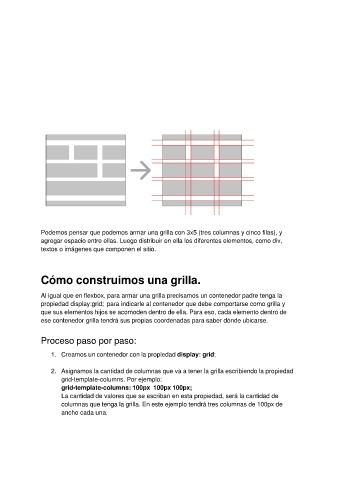 Podemos pensar que podemos armar una grilla con 3x5 (tres columnas y cinco filas), y
agregar espacio entre ellas. Luego distribuir on ella los diferentes elementos, como div,
textos o imágenes que componen el sitio.
Cómo construimos una grilla.
Al igual que en flexbox, para armar una grilla precisamos un contenedor padre tenga la
propiedad display:grid; para indicarle al contenedor que debe comportarse como grilla y
que sus elementos hijos se acomoden dentro de ella. Para eso, cada elemento dentro de
ese contenedor grilla tendrá sus propias coordenadas para saber dónde ubicarse.
Proceso paso por paso:
1. Creamos un contenedor con la propiedad display: grid;
2. Asignamos la cantidad de columnas que va a tener la grilla escribiendo la propiedad
grid-template-columns. Por ejemplo:
grid-template-columns: 100px 100px 100px;
La cantidad de valores que se escriban en esta propiedad, será la cantidad de
columnas que tenga la grilla. En este ejemplo tendrá tres columnas de 100px de
ancho cada una.